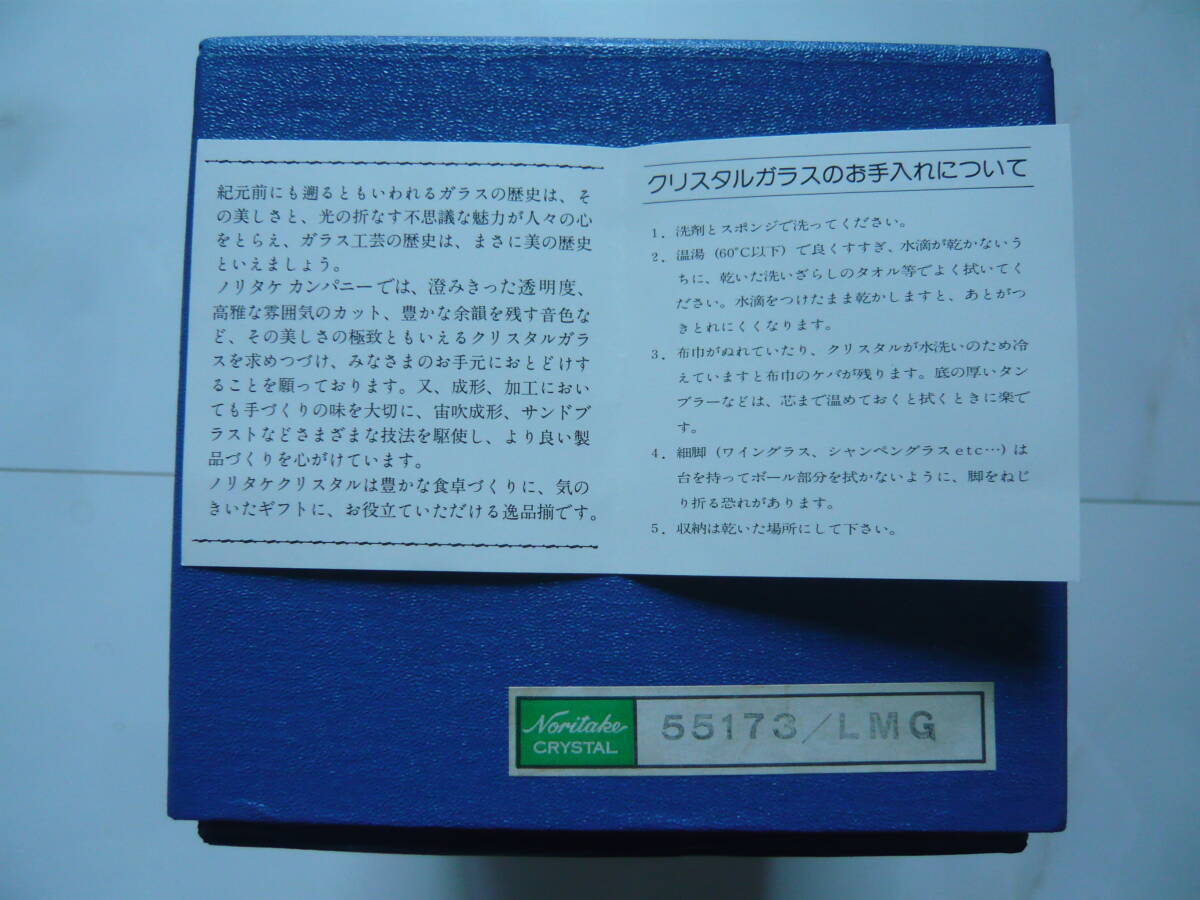 紀元前にも遡るともいわれるガラスの歴史は、そ
の美しさと、光の折なす不思議な魅力が人々の心
をとらえ、ガラス工芸の歴史は、まさに美の歴史
といえましょう。
ノリタケ カンパニーでは、澄みきった透明度、
高雅な雰囲気のカット、豊かな余韻を残す音色な
ど、その美しさの極致ともいえるクリスタルガラ
スを求めつづけ、みなさまのお手元におとどけす
ることを願っております。又、成形、加工におい
ても手づくりの味を大切に、宙吹成形、サンドブ
ラストなどさまざまな技法を駆使し、より良い製
品づくりを心がけています。
ノリタケクリスタルは豊かな食卓づくりに、気の
きいたギフトに、お役立ていただける逸品揃です。
クリスタルガラスのお手入れについて
1. 洗剤とスポンジで洗ってください。
2. 温湯(60℃以下)で良くすすぎ、水滴が乾かないう
ちに、乾いた洗いざらしのタオル等でよく拭いてく
ださい。水滴をつけたまま乾かしますと、あとがつ
きとれにくくなります。
3. 布巾がぬれていたり、クリスタルが水洗いのため冷
えていますと布巾のケバが残ります。底の厚いタン
ブラーなどは、芯まで温めておくと拭くときに楽で
す。
4. 細脚(ワイングラス、シャンペングラスetc…)は
台を持ってボール部分を拭かないように、脚をねじ
り折る恐れがあります。
5. 収納は乾いた場所にして下さい。
Noritake
CRYSTAL
55173/LMG